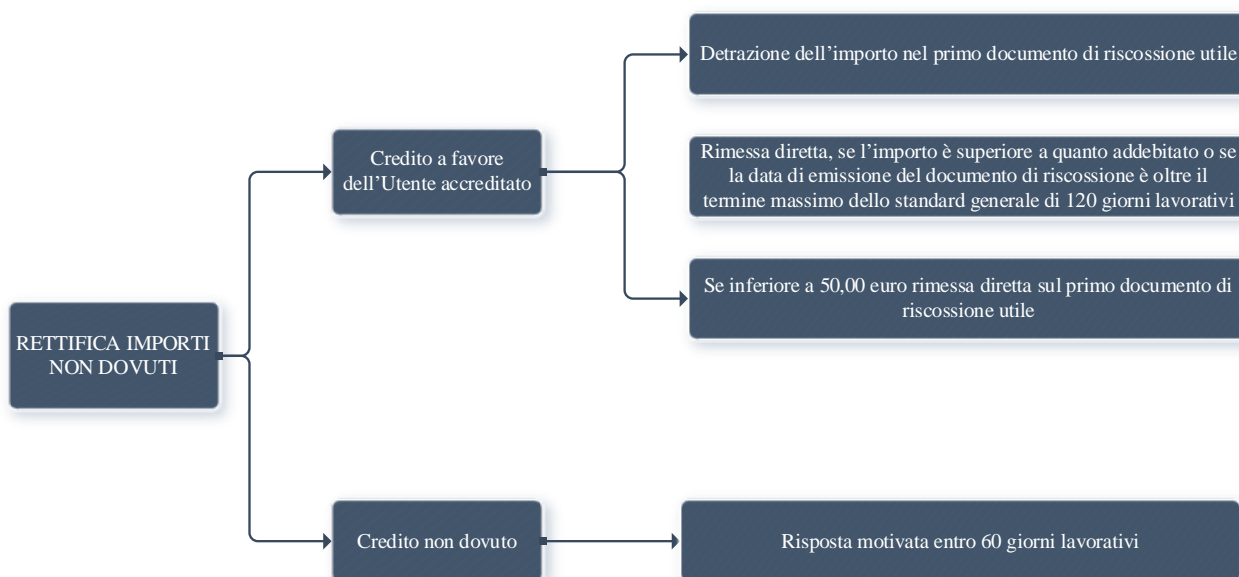 Detrazione dell'importo nel primo documento di riscossione utile
Credito a favore
dell'Utente accreditato
Rimessa diretta, se l'importo è superiore a quanto addebitato o se
la data di emissione del documento di riscossione è oltre il
termine massimo dello standard generale di 120 giorni lavorativi
Se inferiore a 50,00 euro rimessa diretta sul primo documento di
riscossione utile
RETTIFICA IMPORTI
NON DOVUTI
Credito non dovuto
Risposta motivata entro 60 giorni lavorativi